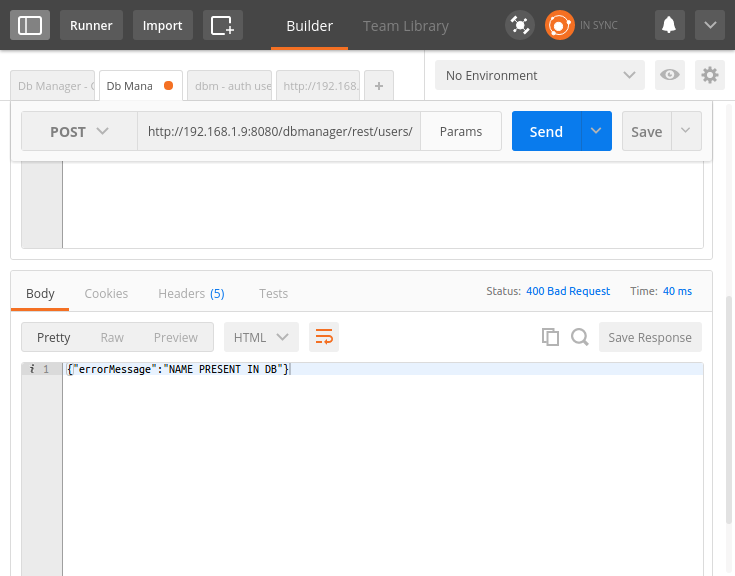 Runner Import Builder Team Library IN SYNC
Db Manager - Db Mana dbm - auth use http://192.168. + No Environment
POST http://192.168.1.9:8080/dbmanager/rest/users/ Params Send Save
Body Cookies Headers (5) Tests Status: 400 Bad Request Time: 40 ms
Pretty Raw Preview HTML Save Response
i 1 {"errorMessage":"NAME PRESENT IN DB"}